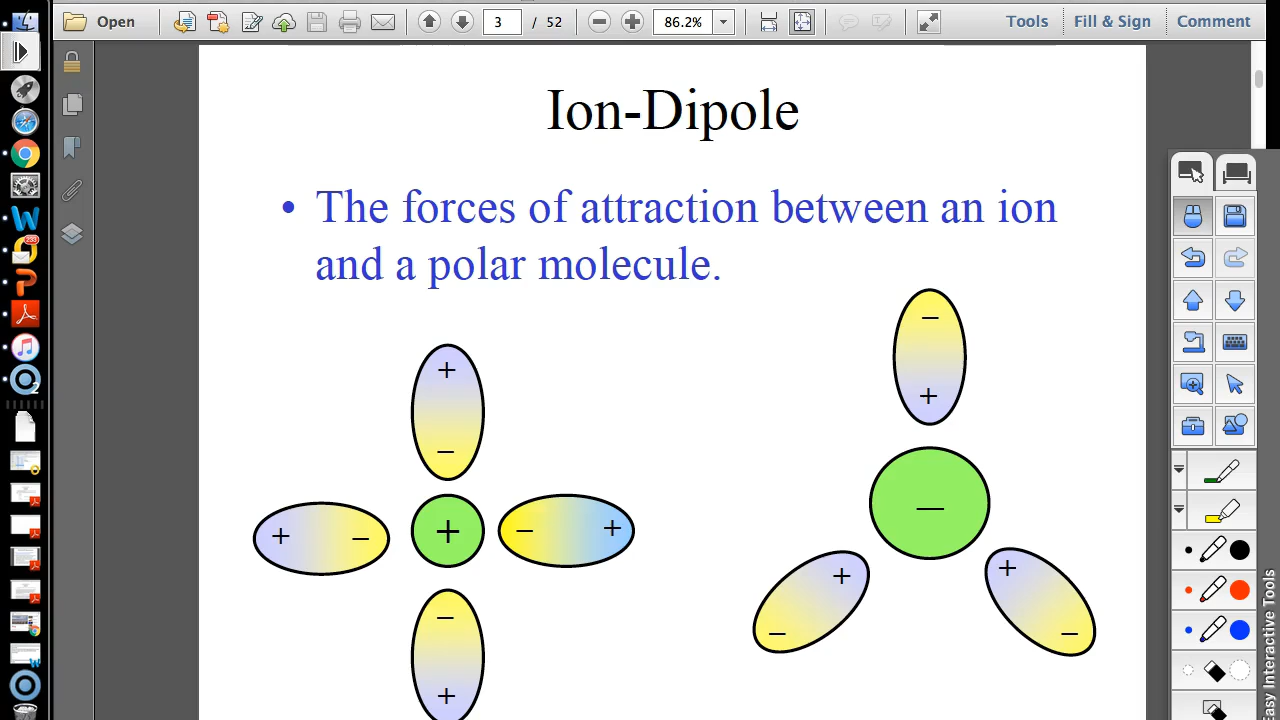 Open
3 / 52
86.2%
Tools
Fill & Sign
Comment
Ion-Dipole
• The forces of attraction between an ion
and a polar molecule.
−
+
+
−
−
+
+ −
+
− +
+
−
+
−
−
+
−
Easy Interactive Tools
2